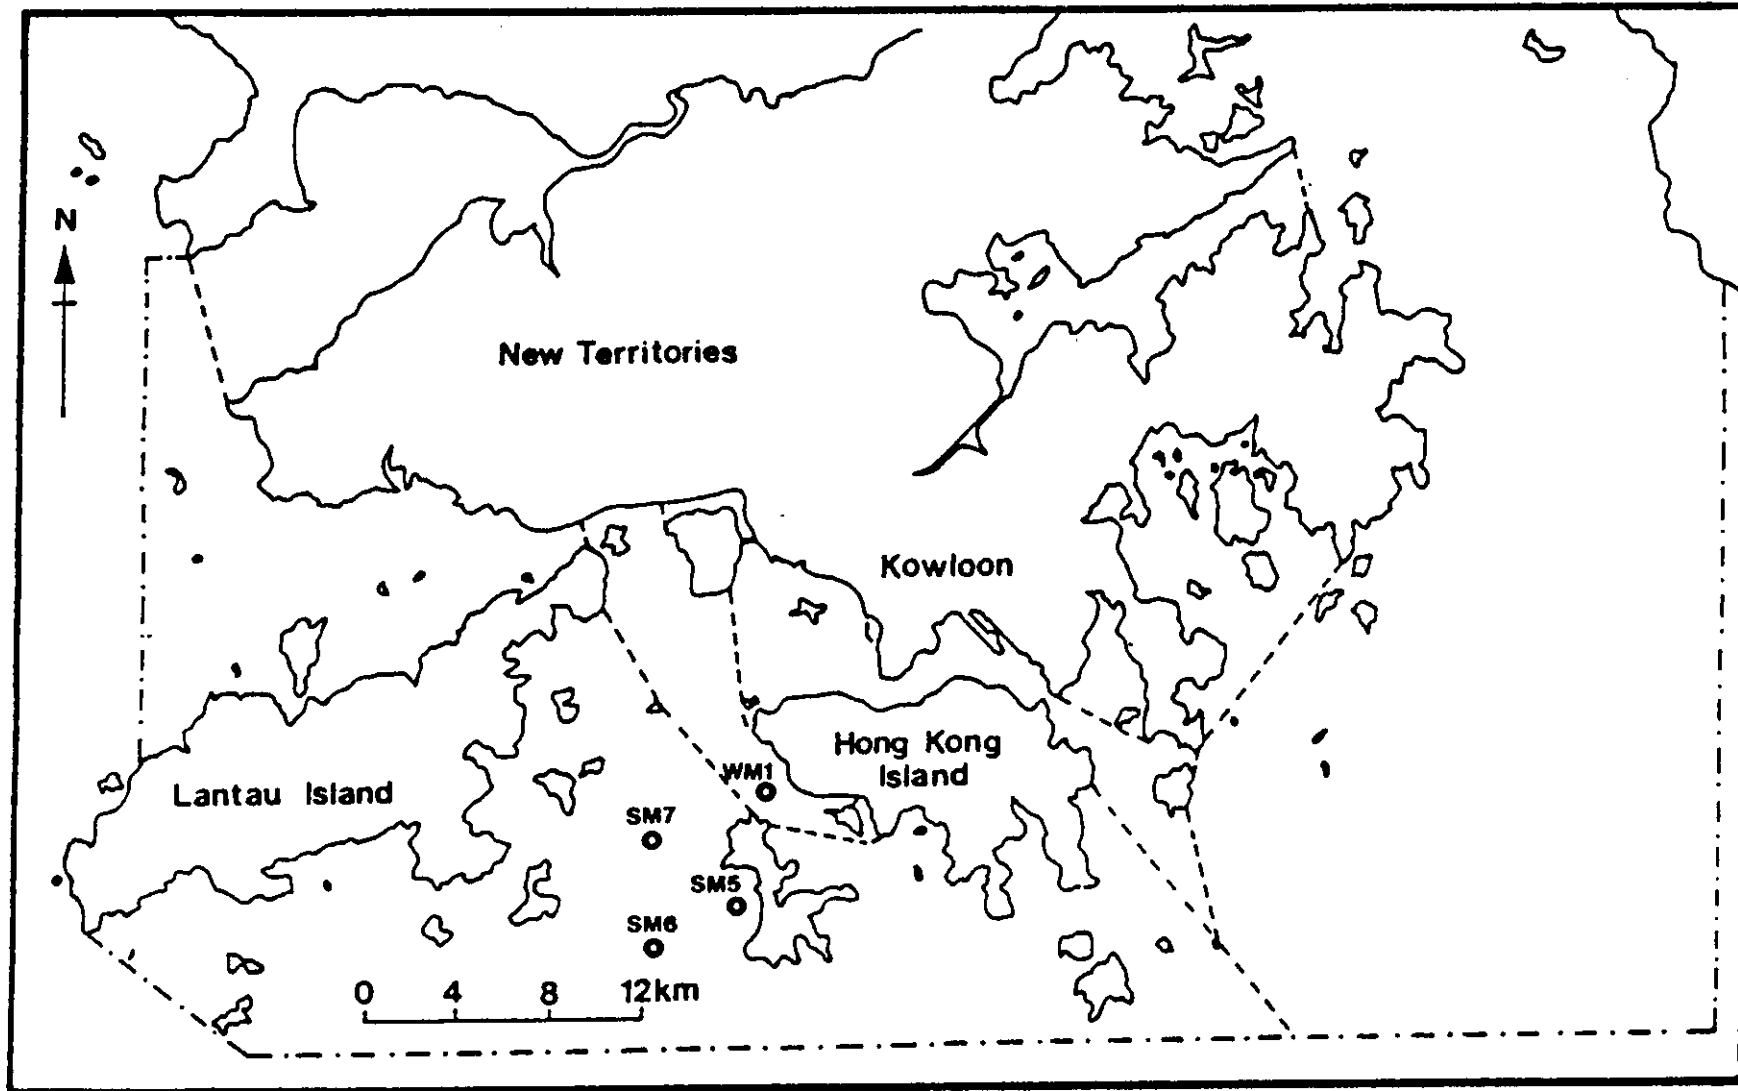 N
New Territories
Kowloon
Hong Kong
Island
WM1
Lantau Island
SM7
SM5
SM6
0 4 8 12km